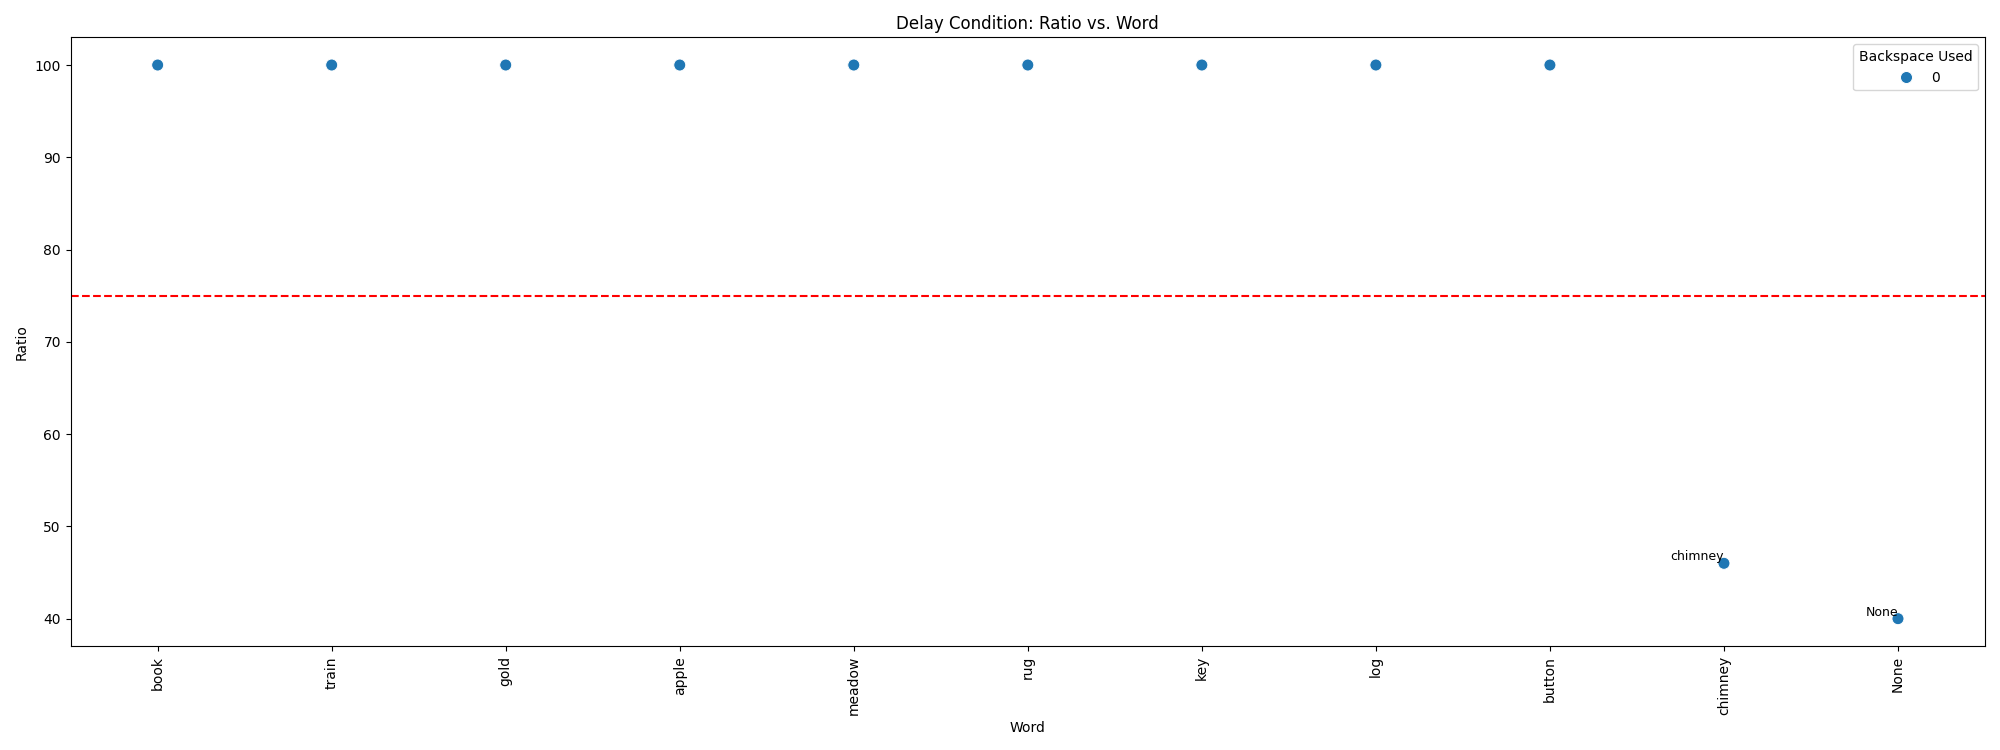 Delay Condition: Ratio vs. Word
Backspace Used
0
100
90
80
70
60
50
40
Ratio
chimney
None
book
train
gold
apple
meadow
rug
key
log
button
chimney
None
Word